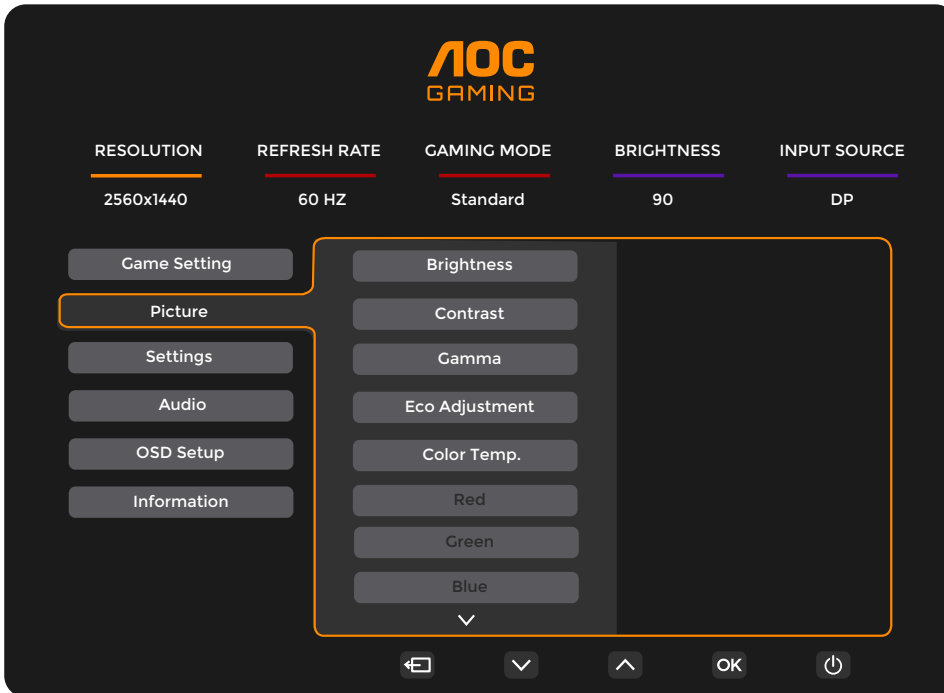 AOC
GAMING
RESOLUTION REFRESH RATE GAMING MODE BRIGHTNESS INPUT SOURCE
2560x1440 60 HZ Standard 90 DP
Game Setting
Picture
Settings
Audio
OSD Setup
Information
Brightness
Contrast
Gamma
Eco Adjustment
Color Temp.
Red
Green
Blue
OK